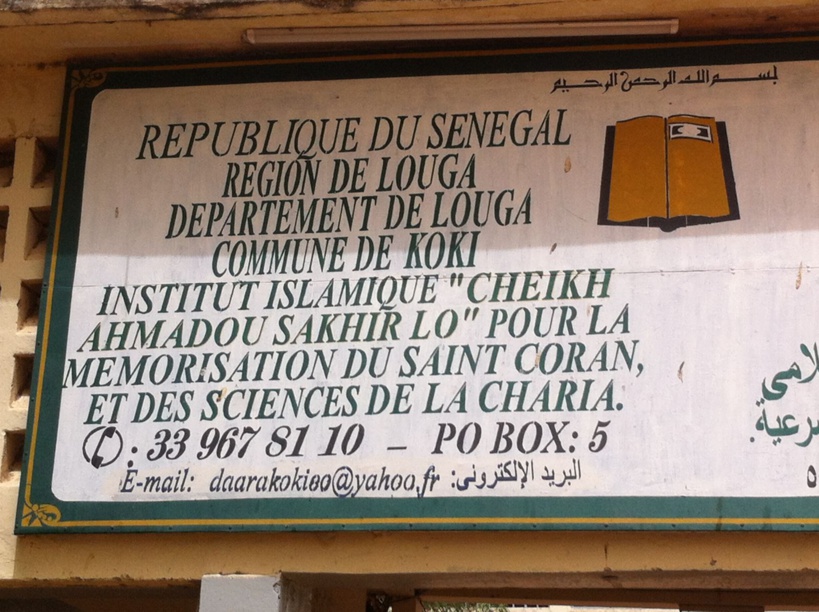 بسم الله الرحمن الرحيم
REPUBLIQUE DU SENEGAL
REGION DE LOUGA
DEPARTEMENT DE LOUGA
COMMUNE DE KOKI
INSTITUT ISLAMIQUE "CHEIKH
AHMADOU SAKHIR LO" POUR LA
MEMORISATION DU SAINT CORAN,
ET DES SCIENCES DE LA CHARIA.
: 33 967 81 10 – PO BOX: 5
E-mail: daarakokieo@yahoo.fr البريد الإلكتروني: